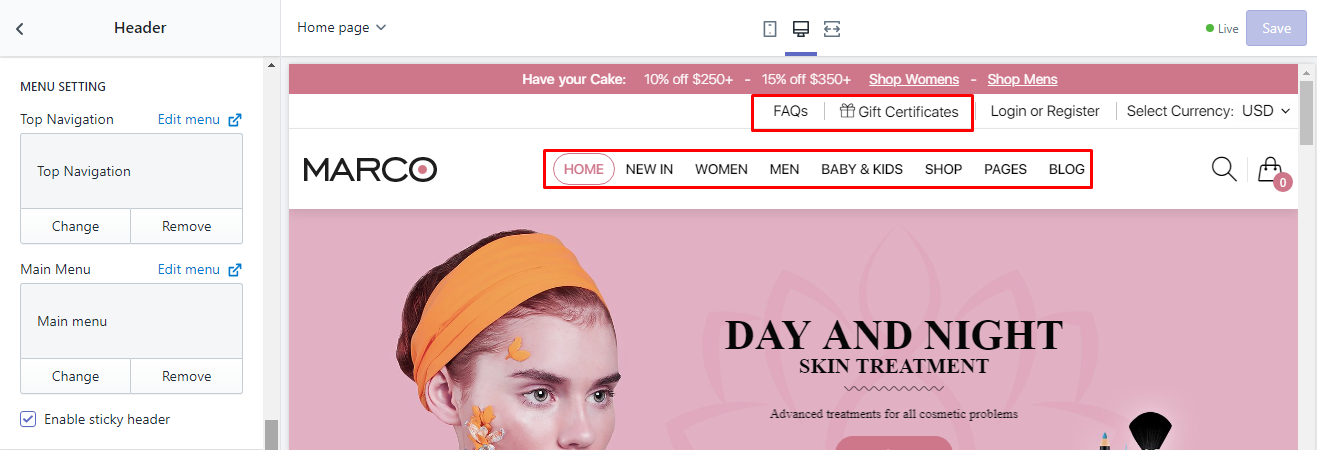 Header
Home page
Live
Save
MENU SETTING
Top Navigation
Edit menu
Top Navigation
Change
Remove
Main Menu
Edit menu
Main menu
Change
Remove
Enable sticky header
Have your Cake: 10% off $250+ - 15% off $350+ Shop Womens - Shop Mens
FAQs Gift Certificates Login or Register Select Currency: USD
MARCO
HOME NEW IN WOMEN MEN BABY & KIDS SHOP PAGES BLOG
0
DAY AND NIGHT
SKIN TREATMENT
Advanced treatments for all cosmetic problems